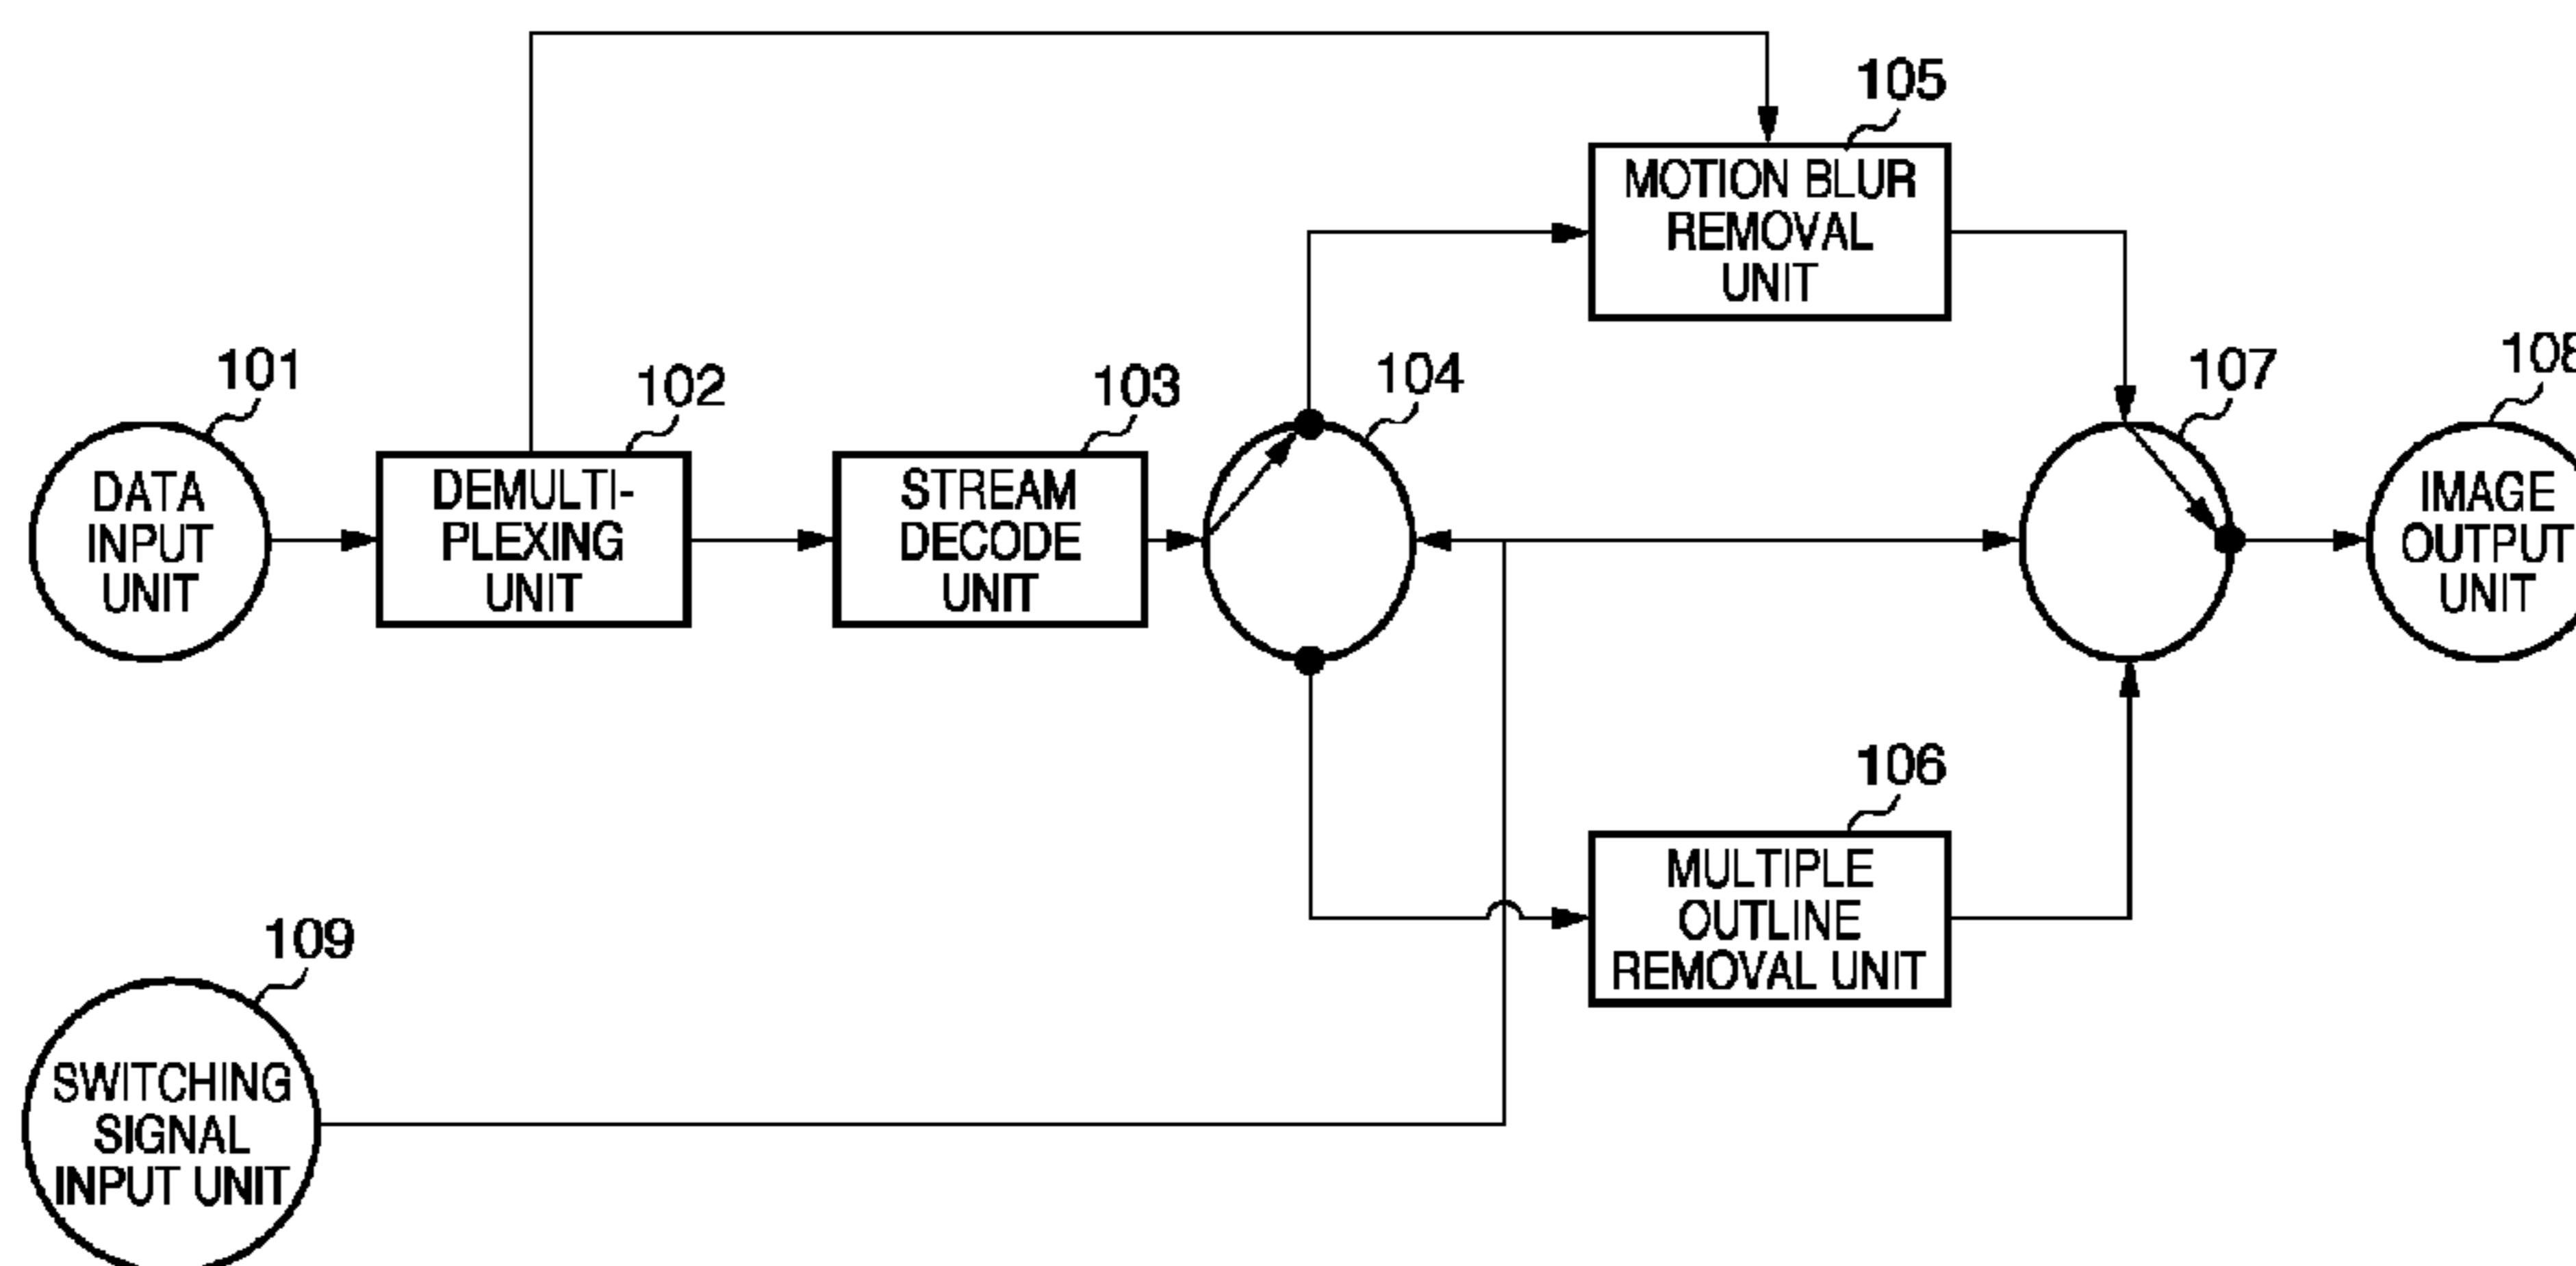 105
MOTION BLUR
REMOVAL
UNIT
101
DATA
INPUT
UNIT
102
DEMULTI-
PLEXING
UNIT
103
STREAM
DECODE
UNIT
104
107
108
IMAGE
OUTPUT
UNIT
106
MULTIPLE
OUTLINE
REMOVAL UNIT
109
SWITCHING
SIGNAL
INPUT UNIT